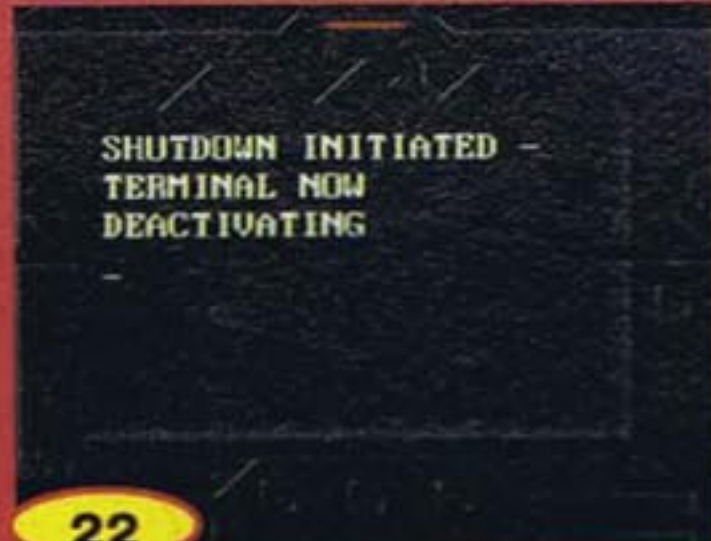 SHUTDOWN INITIATED -
TERMINAL NOW
DEACTIVATING
-
22